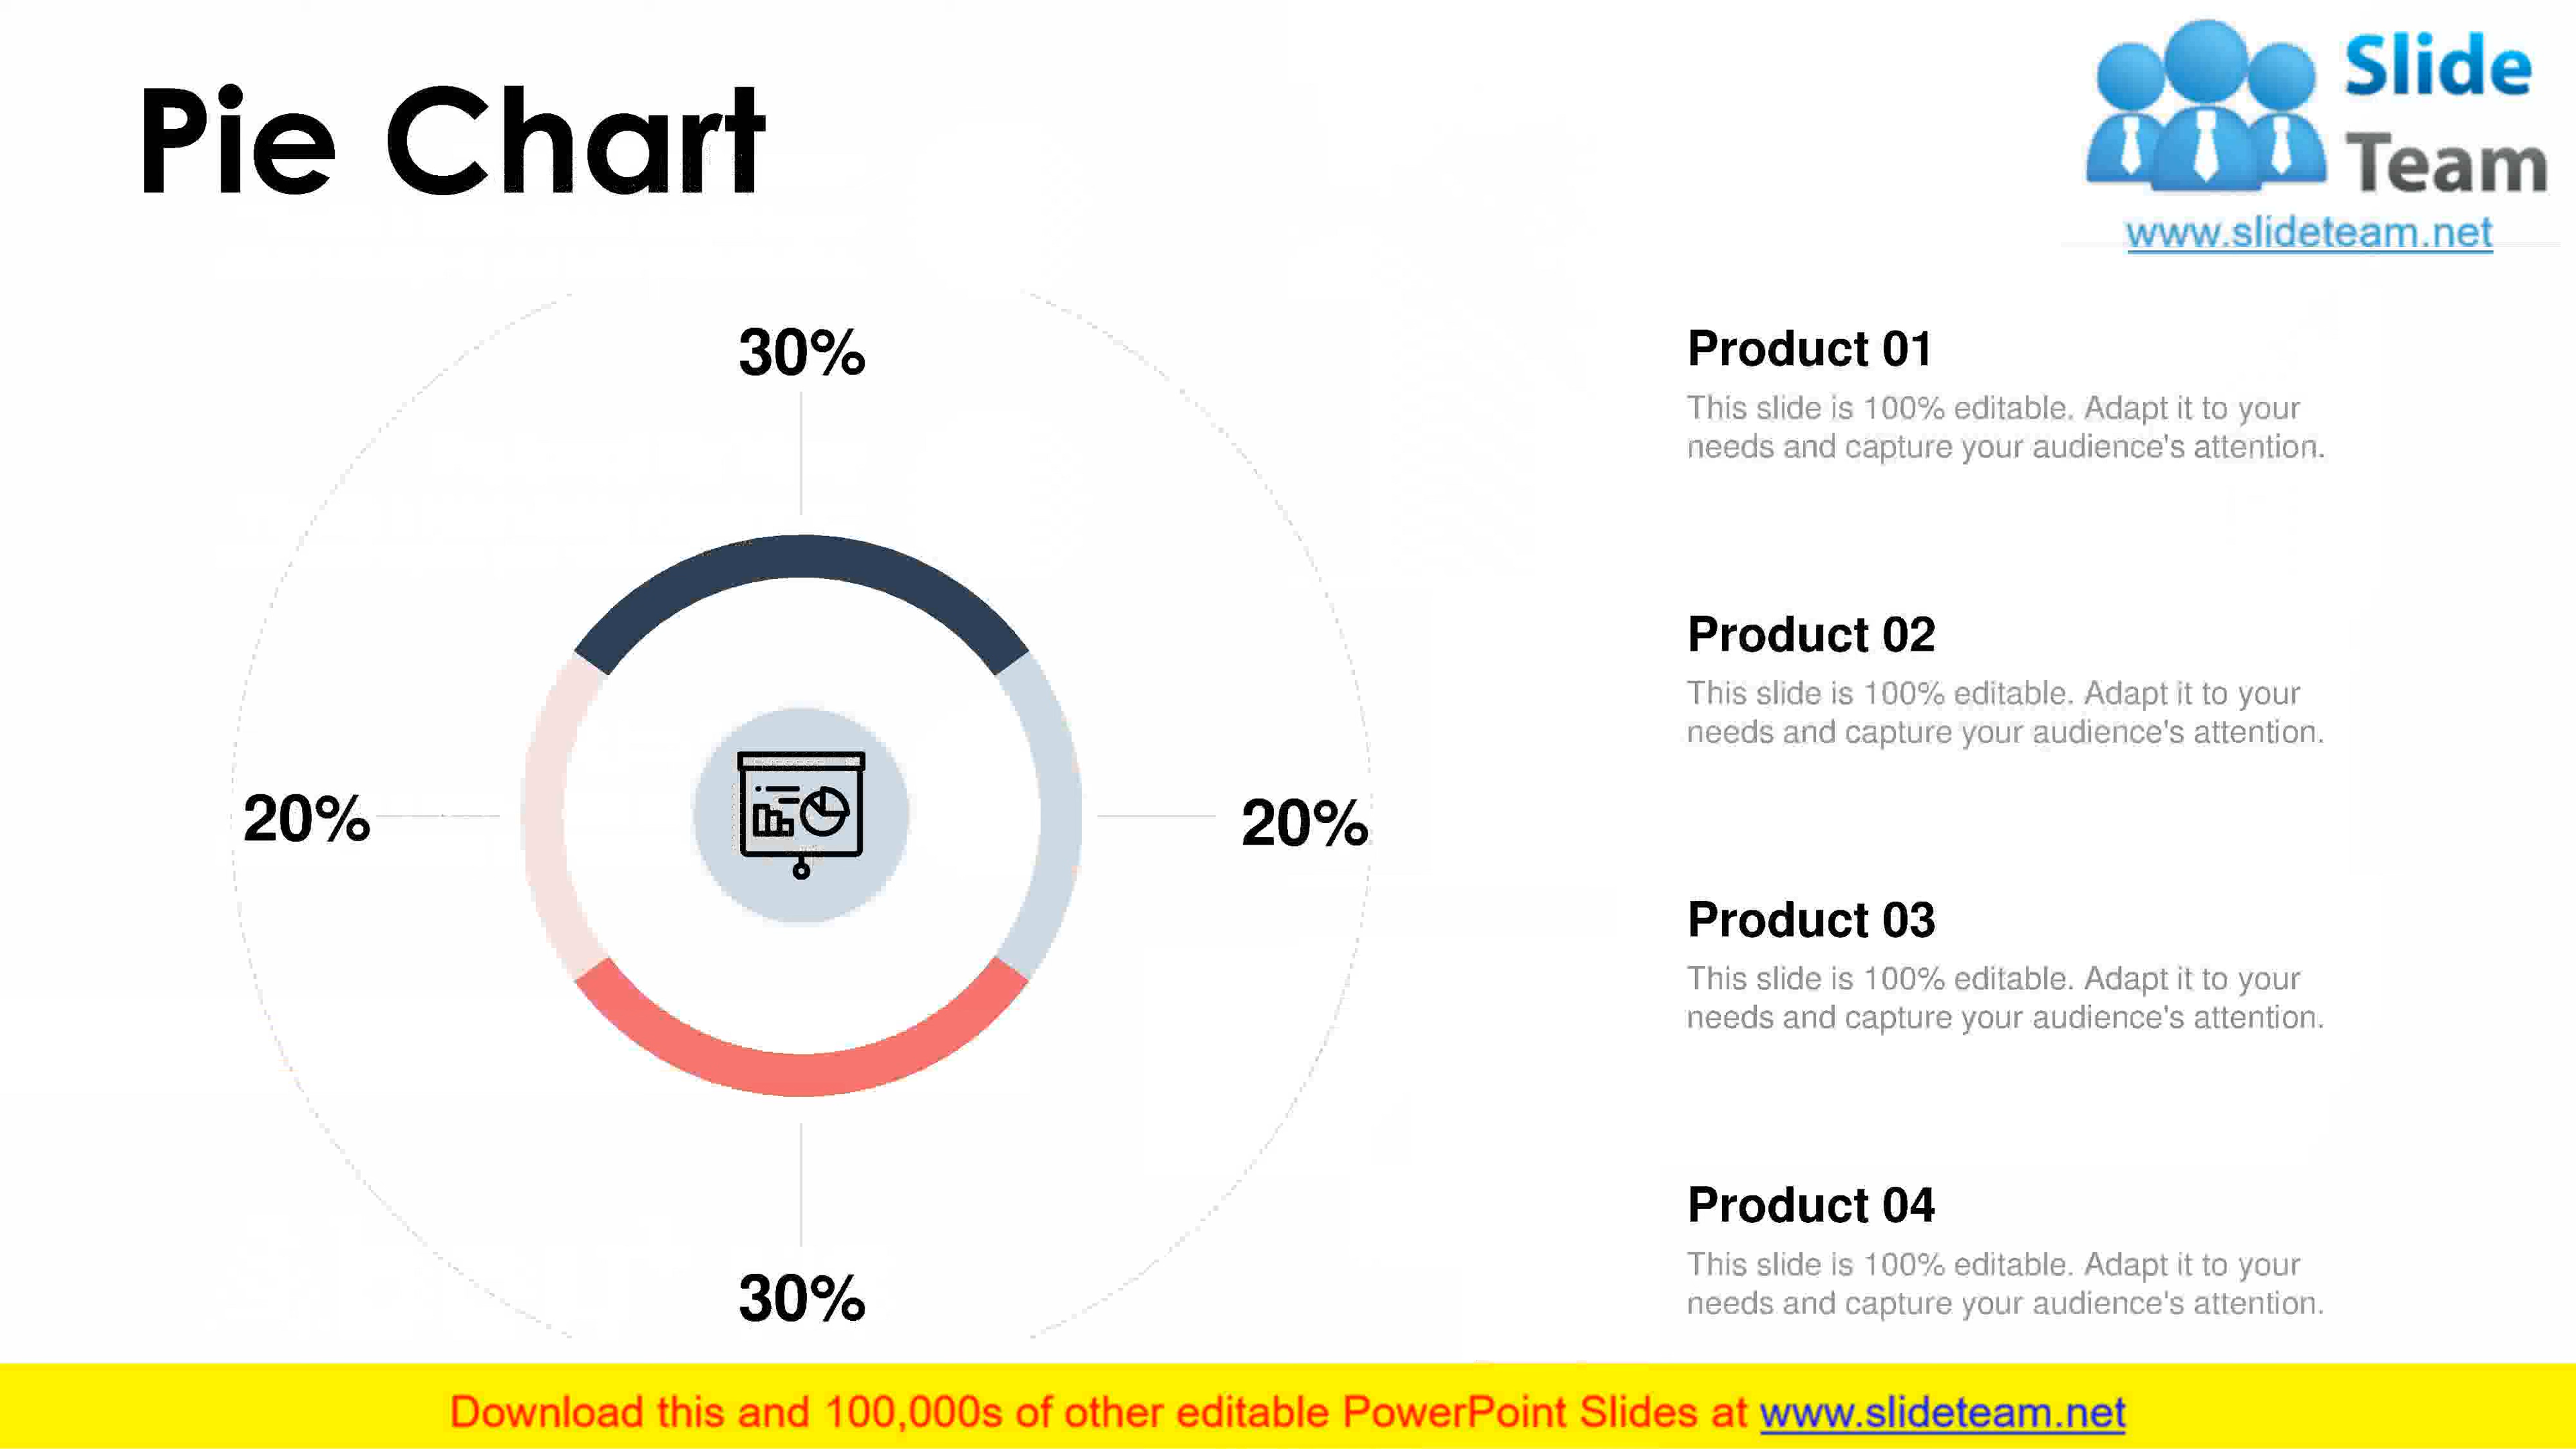 Pie Chart
Slide
Team
www.slideteam.net
30%
20%
20%
30%
Product 01
This slide is 100% editable. Adapt it to your
needs and capture your audience's attention.
Product 02
This slide is 100% editable. Adapt it to your
needs and capture your audience's attention.
Product 03
This slide is 100% editable. Adapt it to your
needs and capture your audience's attention.
Product 04
This slide is 100% editable. Adapt it to your
needs and capture your audience's attention.
Download this and 100,000s of other editable PowerPoint Slides at www.slideteam.net